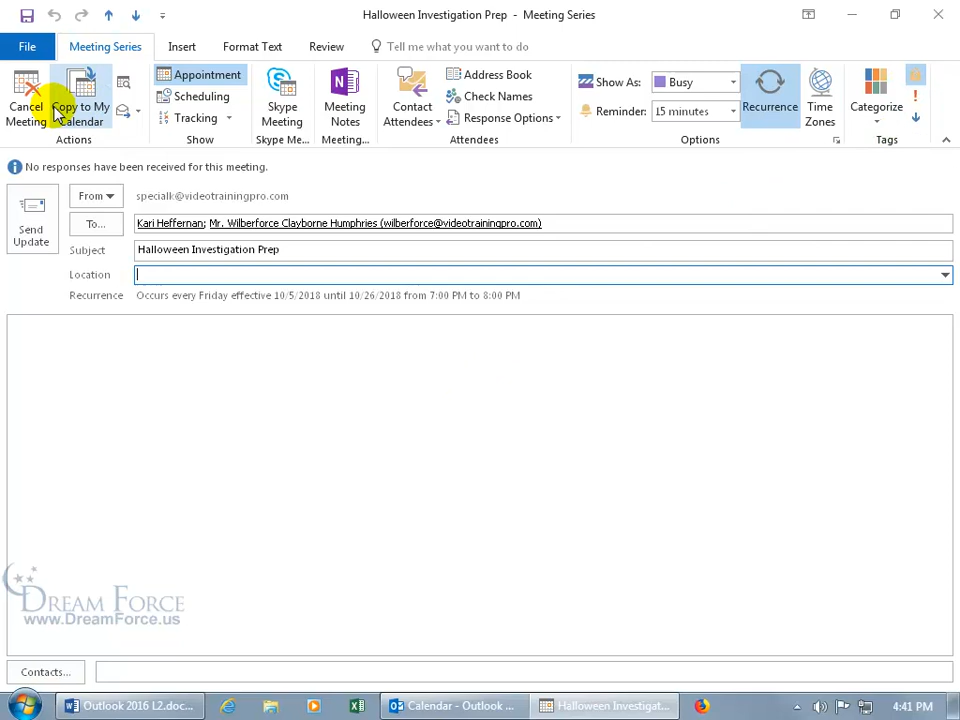 Halloween Investigation Prep - Meeting Series
File Meeting Series Insert Format Text Review Tell me what you want to do
Cancel Meeting
Copy to My Calendar
Actions
Appointment
Scheduling
Tracking
Show
Skype Meeting
Skype Me...
Meeting Notes
Meeting...
Contact Attendees
Address Book
Check Names
Response Options
Attendees
Show As: Busy
Reminder: 15 minutes
Recurrence
Time Zones
Options
Categorize
Tags
No responses have been received for this meeting.
Send Update
From specialk@videotrainingpro.com
To... Kari Heffernan; Mr. Wilberforce Clayborne Humphries (wilberforce@videotrainingpro.com)
Subject Halloween Investigation Prep
Location
Recurrence Occurs every Friday effective 10/5/2018 until 10/26/2018 from 7:00 PM to 8:00 PM
DREAM FORCE
www.DreamForce.us
Contacts...
Outlook 2016 L2.doc... Calendar - Outlook ... Halloween Investigat... 4:41 PM